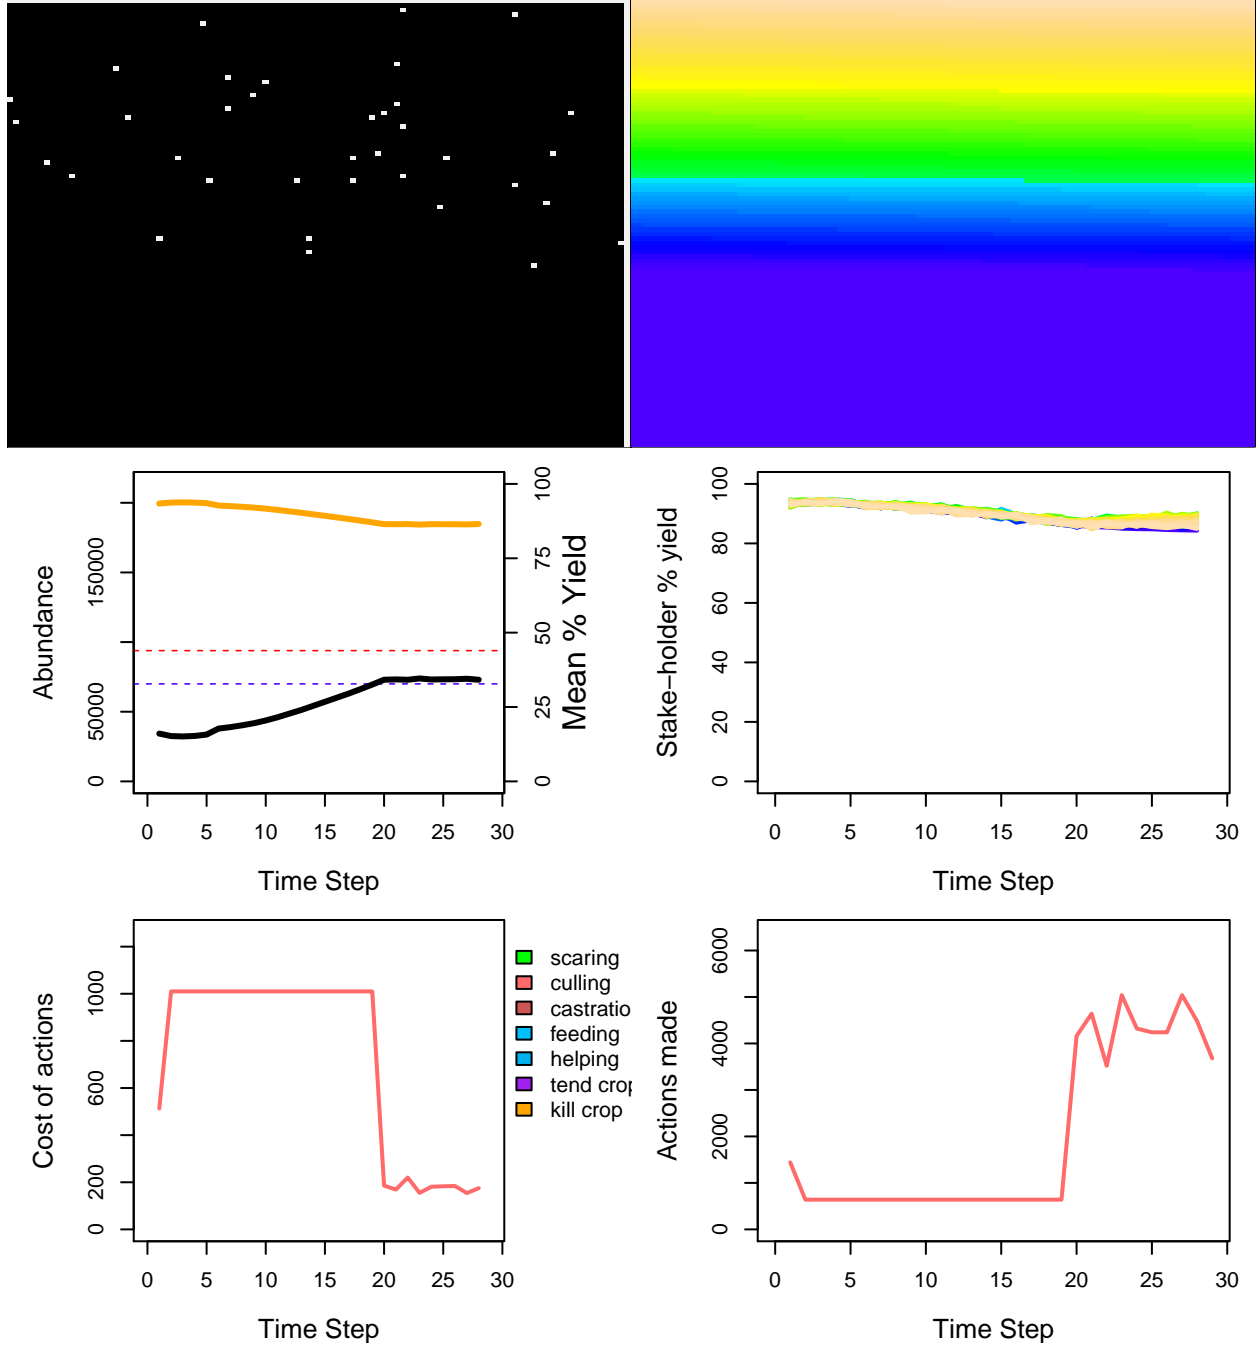 Abundance
0
50000
150000
0
25
50
75
100
Mean % Yield
0 5 10 15 20 25 30
Time Step
Stake−holder % yield
0
20
40
60
80
100
0 5 10 15 20 25 30
Time Step
Cost of actions
0
200
600
1000
0 5 10 15 20 25 30
Time Step
scaring
culling
castratio
feeding
helping
tend crop
kill crop
Actions made
0
2000
4000
6000
0 5 10 15 20 25 30
Time Step